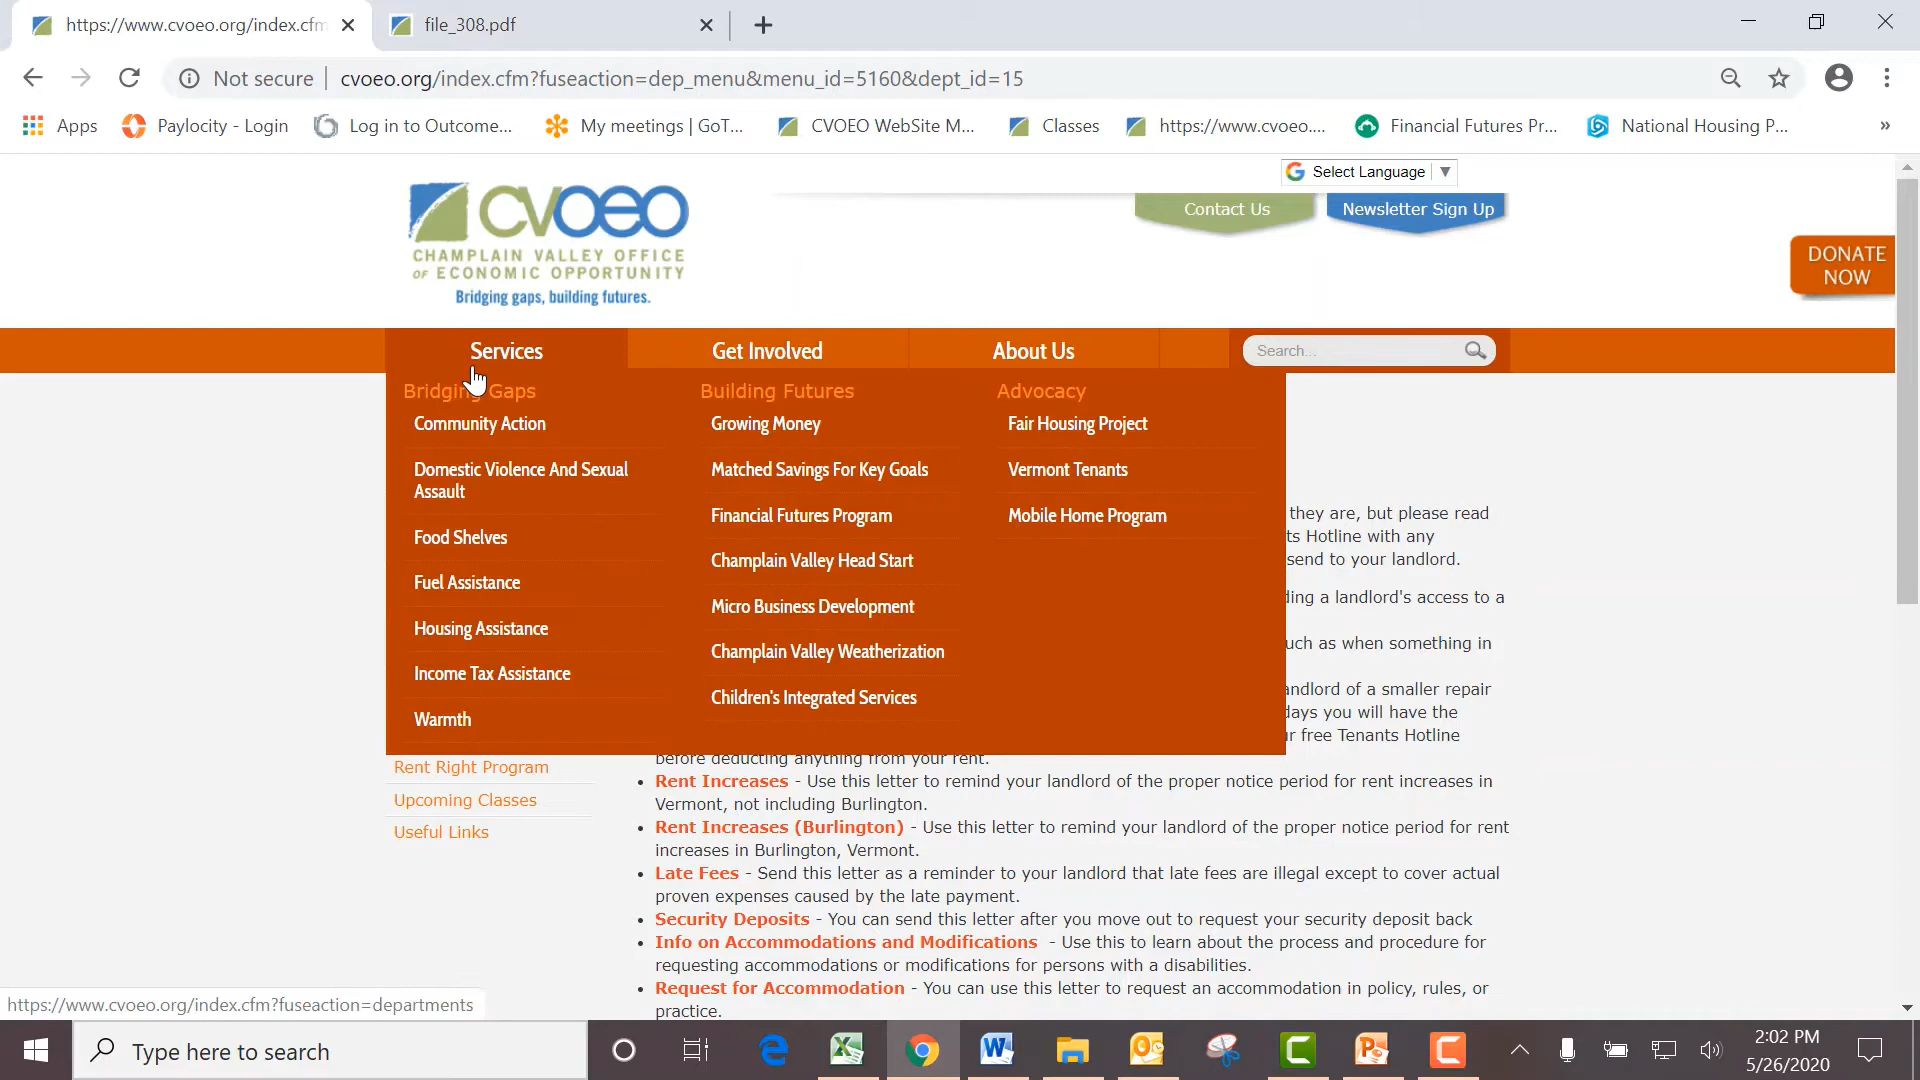 https://www.cvoeo.org/index.cfm
file_308.pdf
Not secure
cvoeo.org/index.cfm?fuseaction=dep_menu&menu_id=5160&dept_id=15
Apps
Paylocity - Login
Log in to Outcome...
My meetings | GoT...
CVOEO WebSite M...
Classes
https://www.cvoeo....
Financial Futures Pr...
National Housing P...
»
Select Language
Contact Us
Newsletter Sign Up
CVOEO
CHAMPLAIN VALLEY OFFICE
OF ECONOMIC OPPORTUNITY
Bridging gaps, building futures.
DONATE
NOW
Services
Get Involved
About Us
Search...
Bridging Gaps
Community Action
Domestic Violence And Sexual
Assault
Food Shelves
Fuel Assistance
Housing Assistance
Income Tax Assistance
Warmth
Building Futures
Growing Money
Matched Savings For Key Goals
Financial Futures Program
Champlain Valley Head Start
Micro Business Development
Champlain Valley Weatherization
Children's Integrated Services
Advocacy
Fair Housing Project
Vermont Tenants
Mobile Home Program
they are, but please read
ts Hotline with any
send to your landlord.
ding a landlord's access to a
uch as when something in
andlord of a smaller repair
days you will have the
r free Tenants Hotline
before deducting anything from your rent.
Rent Right Program
Upcoming Classes
Useful Links
• Rent Increases - Use this letter to remind your landlord of the proper notice period for rent increases in
Vermont, not including Burlington.
• Rent Increases (Burlington) - Use this letter to remind your landlord of the proper notice period for rent
increases in Burlington, Vermont.
• Late Fees - Send this letter as a reminder to your landlord that late fees are illegal except to cover actual
proven expenses caused by the late payment.
• Security Deposits - You can send this letter after you move out to request your security deposit back
• Info on Accommodations and Modifications - Use this to learn about the process and procedure for
requesting accommodations or modifications for persons with a disabilities.
• Request for Accommodation - You can use this letter to request an accommodation in policy, rules, or
practice.
https://www.cvoeo.org/index.cfm?fuseaction=departments
Type here to search
2:02 PM
5/26/2020